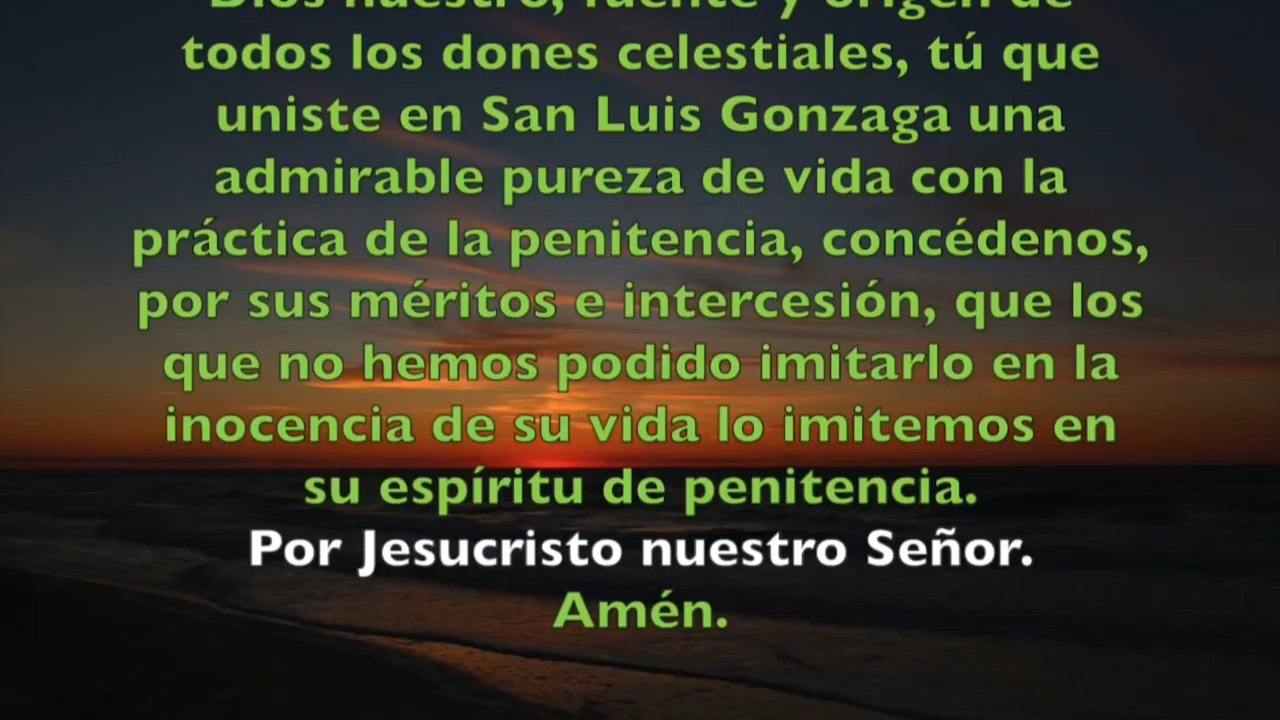 Dios nuestro, fuente y origen de
todos los dones celestiales, tú que
uniste en San Luis Gonzaga una
admirable pureza de vida con la
práctica de la penitencia, concédenos,
por sus méritos e intercesión, que los
que no hemos podido imitarlo en la
inocencia de su vida lo imitemos en
su espíritu de penitencia.
Por Jesucristo nuestro Señor.
Amén.